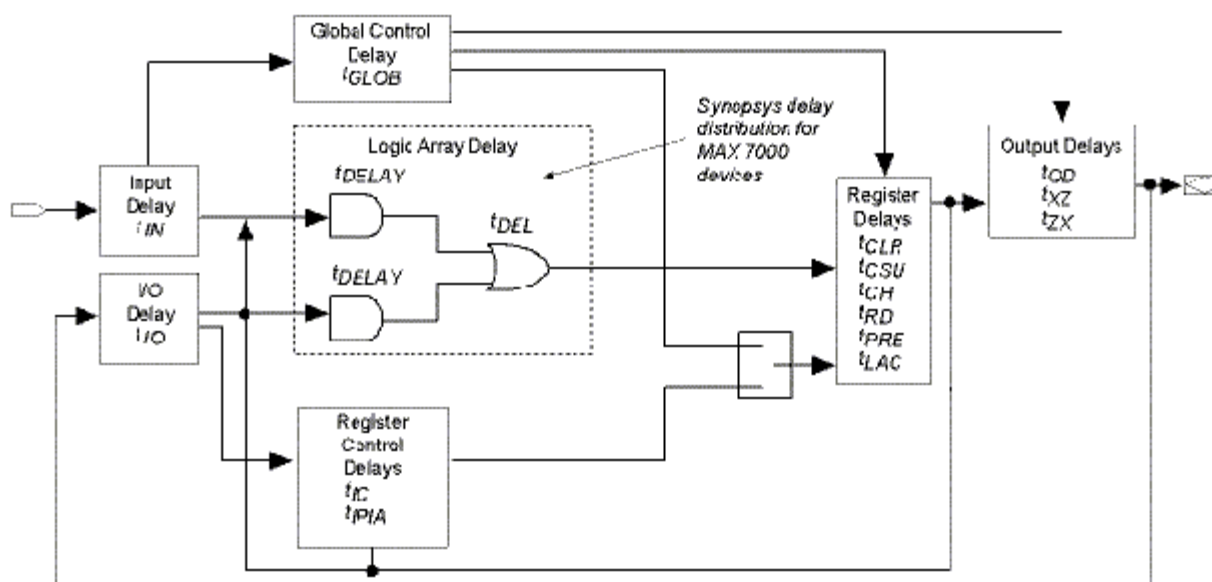 Global Control
Delay
tGLOB
Synopsys delay
distribution for
MAX 7000
devices
Logic Array Delay
tDELAY
tDEL
tDELAY
Input
Delay
tIN
I/O
Delay
tIO
Register
Control
Delays
tIC
tPIA
Register
Delays
tCLR
tCSU
tCH
tRD
tPRE
tLAC
Output Delays
tOD
tXZ
tZX